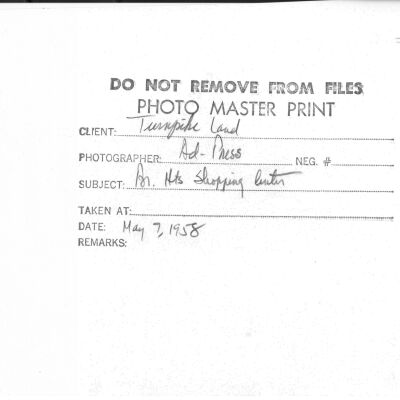 DO NOT REMOVE FROM FILES
PHOTO MASTER PRINT
CLIENT: Turnpike Land
PHOTOGRAPHER: Ad-Press NEG. #
SUBJECT: Br. Hts Shopping Center
TAKEN AT:
DATE: May 7, 1958
REMARKS: